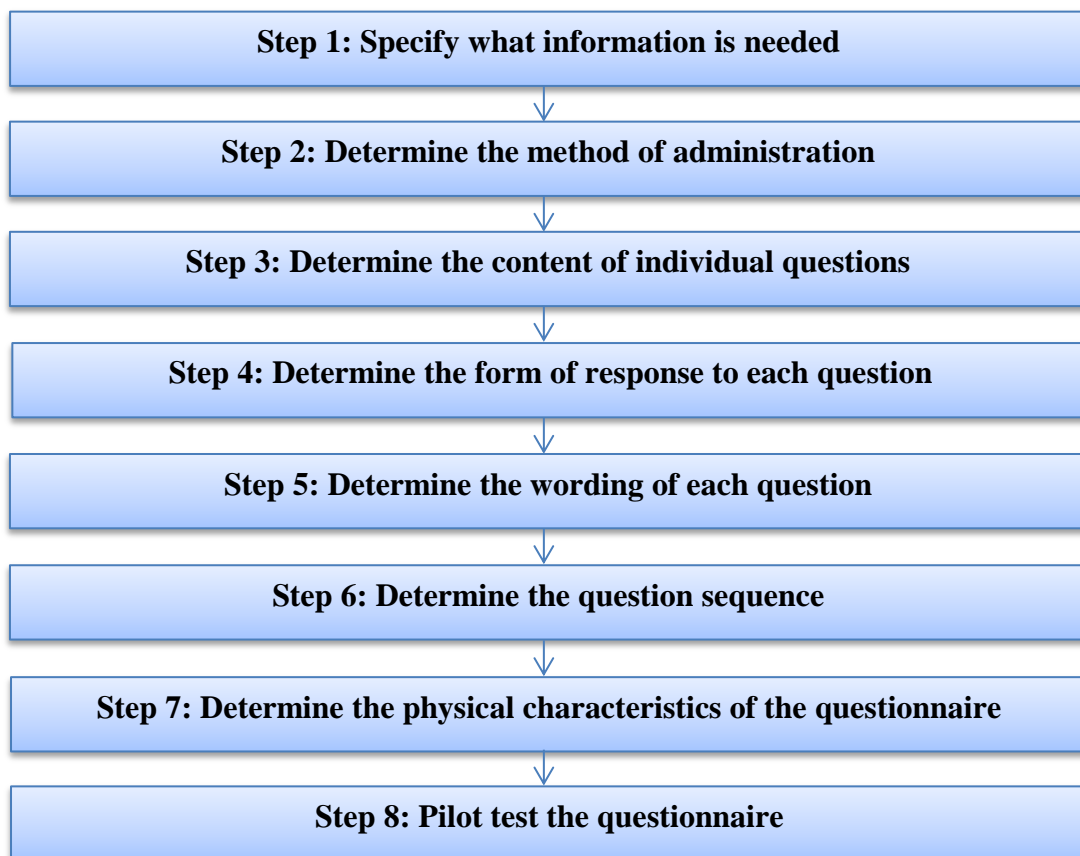 Step 1: Specify what information is needed
Step 2: Determine the method of administration
Step 3: Determine the content of individual questions
Step 4: Determine the form of response to each question
Step 5: Determine the wording of each question
Step 6: Determine the question sequence
Step 7: Determine the physical characteristics of the questionnaire
Step 8: Pilot test the questionnaire